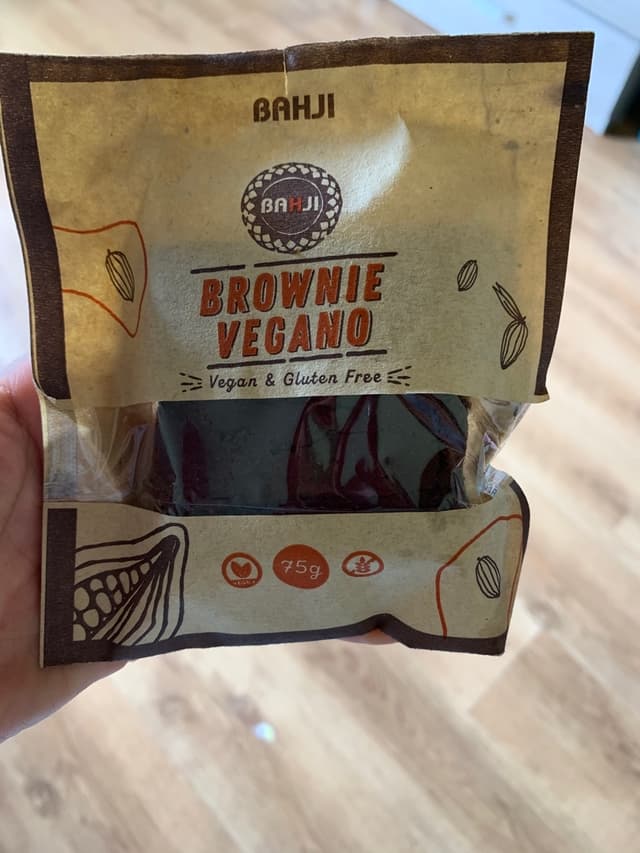 BAHJI
BAHJI
BROWNIE
VEGANO
Vegan & Gluten Free
75g